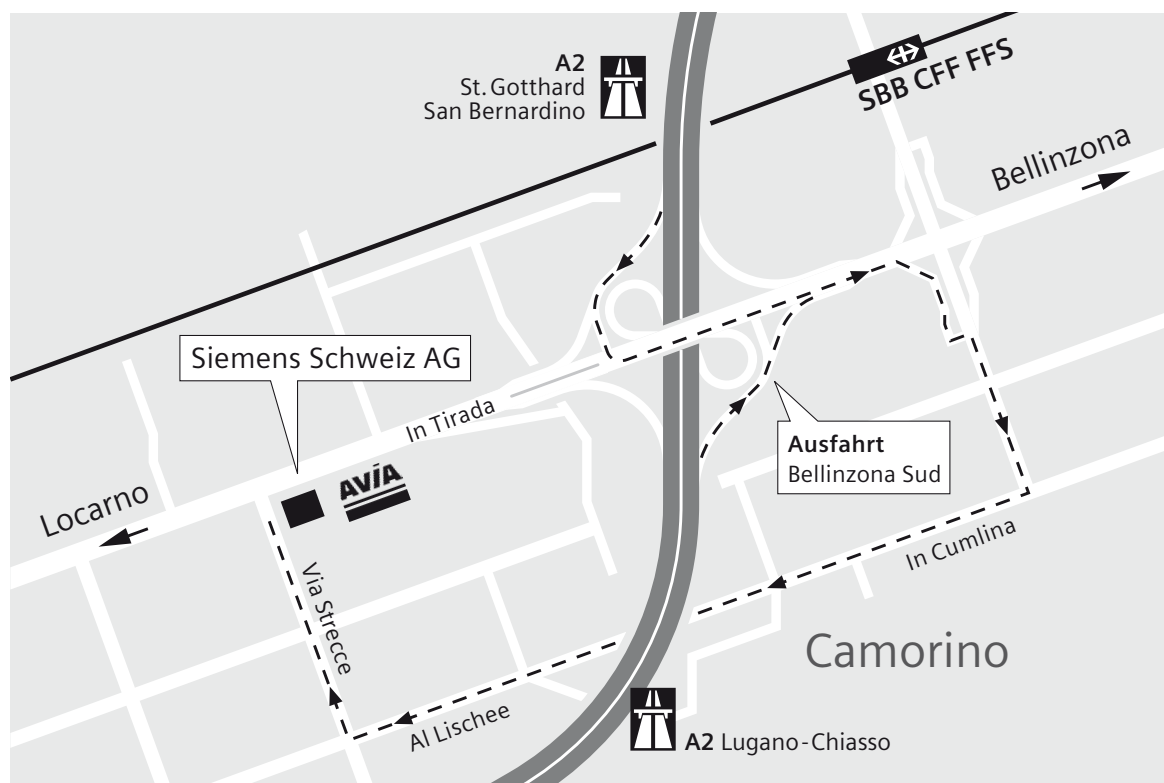 A2
St. Gotthard
San Bernardino
SBB CFF FFS
Bellinzona
Siemens Schweiz AG
In Tirada
Ausfahrt
Bellinzona Sud
AVIA
Locarno
In Cumlina
Via Strecce
Camorino
Al Lischee
A2 Lugano-Chiasso